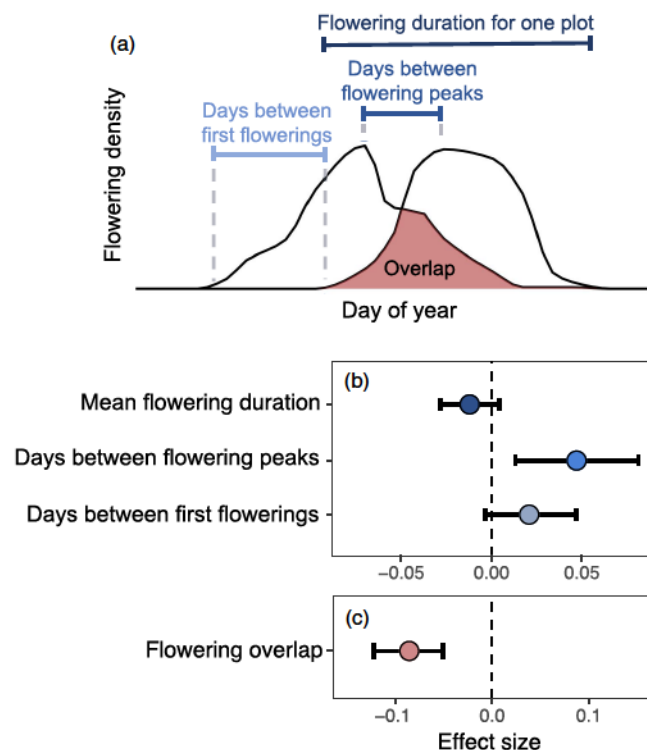 (a)
Flowering duration for one plot
Days between
flowering peaks
Days between
first flowerings
Flowering density
Overlap
Day of year
(b)
Mean flowering duration
Days between flowering peaks
Days between first flowerings
−0.05 0.00 0.05
(c)
Flowering overlap
−0.1 0.0 0.1
Effect size